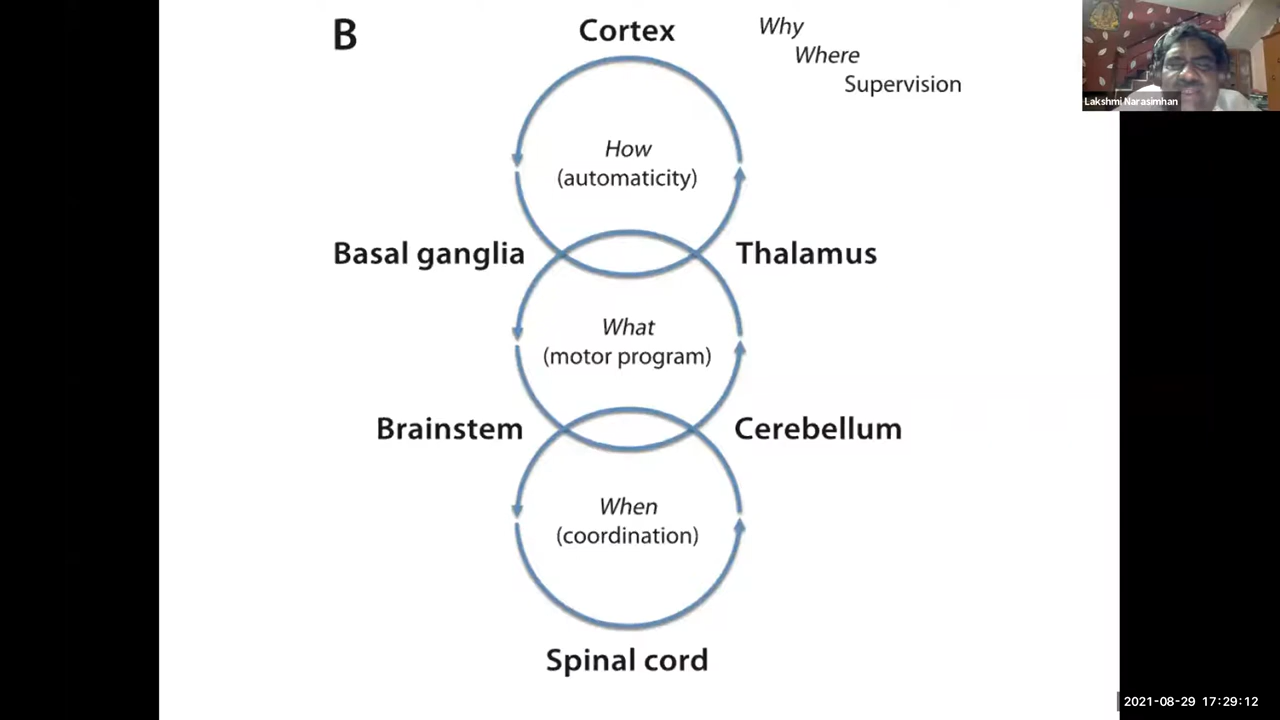 B
Cortex
Why
Where
Supervision
Lakshmi Narasimhan
How
(automaticity)
Basal ganglia
Thalamus
What
(motor program)
Brainstem
Cerebellum
When
(coordination)
Spinal cord
2021-08-29 17:29:12